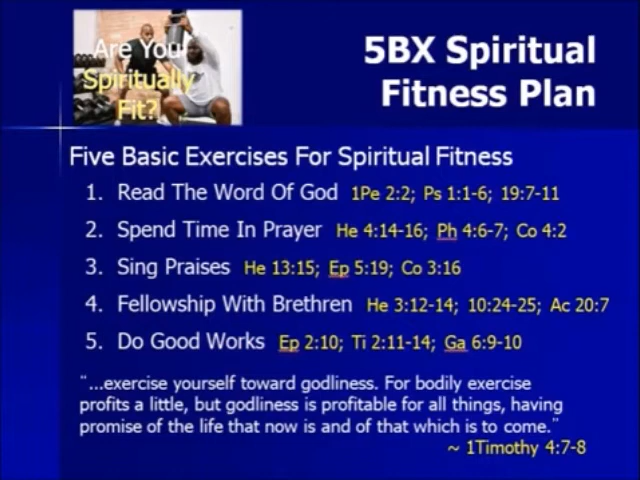 Are You
Spiritually
Fit?
5BX Spiritual
Fitness Plan
Five Basic Exercises For Spiritual Fitness
1. Read The Word Of God 1Pe 2:2; Ps 1:1-6; 19:7-11
2. Spend Time In Prayer He 4:14-16; Ph 4:6-7; Co 4:2
3. Sing Praises He 13:15; Ep 5:19; Co 3:16
4. Fellowship With Brethren He 3:12-14; 10:24-25; Ac 20:7
5. Do Good Works Ep 2:10; Ti 2:11-14; Ga 6:9-10
“...exercise yourself toward godliness. For bodily exercise
profits a little, but godliness is profitable for all things, having
promise of the life that now is and of that which is to come.”
~ 1Timothy 4:7-8